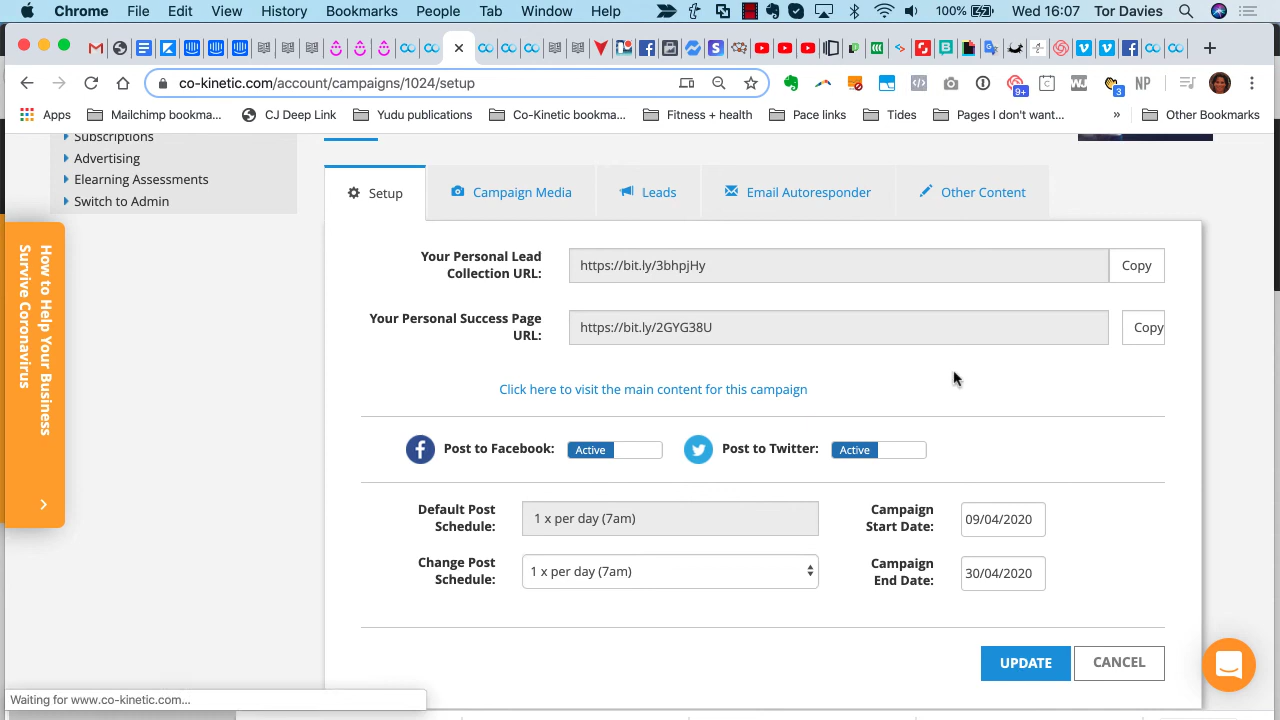 Chrome File Edit View History Bookmarks People Tab Window Help 100% Wed 16:07 Tor Davies
co-kinetic.com/account/campaigns/1024/setup
9+ 3 NP
Apps Mailchimp bookma... CJ Deep Link Yudu publications Co-Kinetic bookma... Fitness + health Pace links Tides Pages I don't want... » Other Bookmarks
Subscriptions
Advertising
Elearning Assessments
Switch to Admin
How to Help Your Business
Survive Coronavirus
Setup Campaign Media Leads Email Autoresponder Other Content
Your Personal Lead
Collection URL:
https://bit.ly/3bhpjHy Copy
Your Personal Success Page
URL:
https://bit.ly/2GYG38U Copy
Click here to visit the main content for this campaign
Post to Facebook: Active Post to Twitter: Active
Default Post
Schedule:
1 x per day (7am)
Campaign
Start Date:
09/04/2020
Change Post
Schedule:
1 x per day (7am)
Campaign
End Date:
30/04/2020
UPDATE CANCEL
Waiting for www.co-kinetic.com...